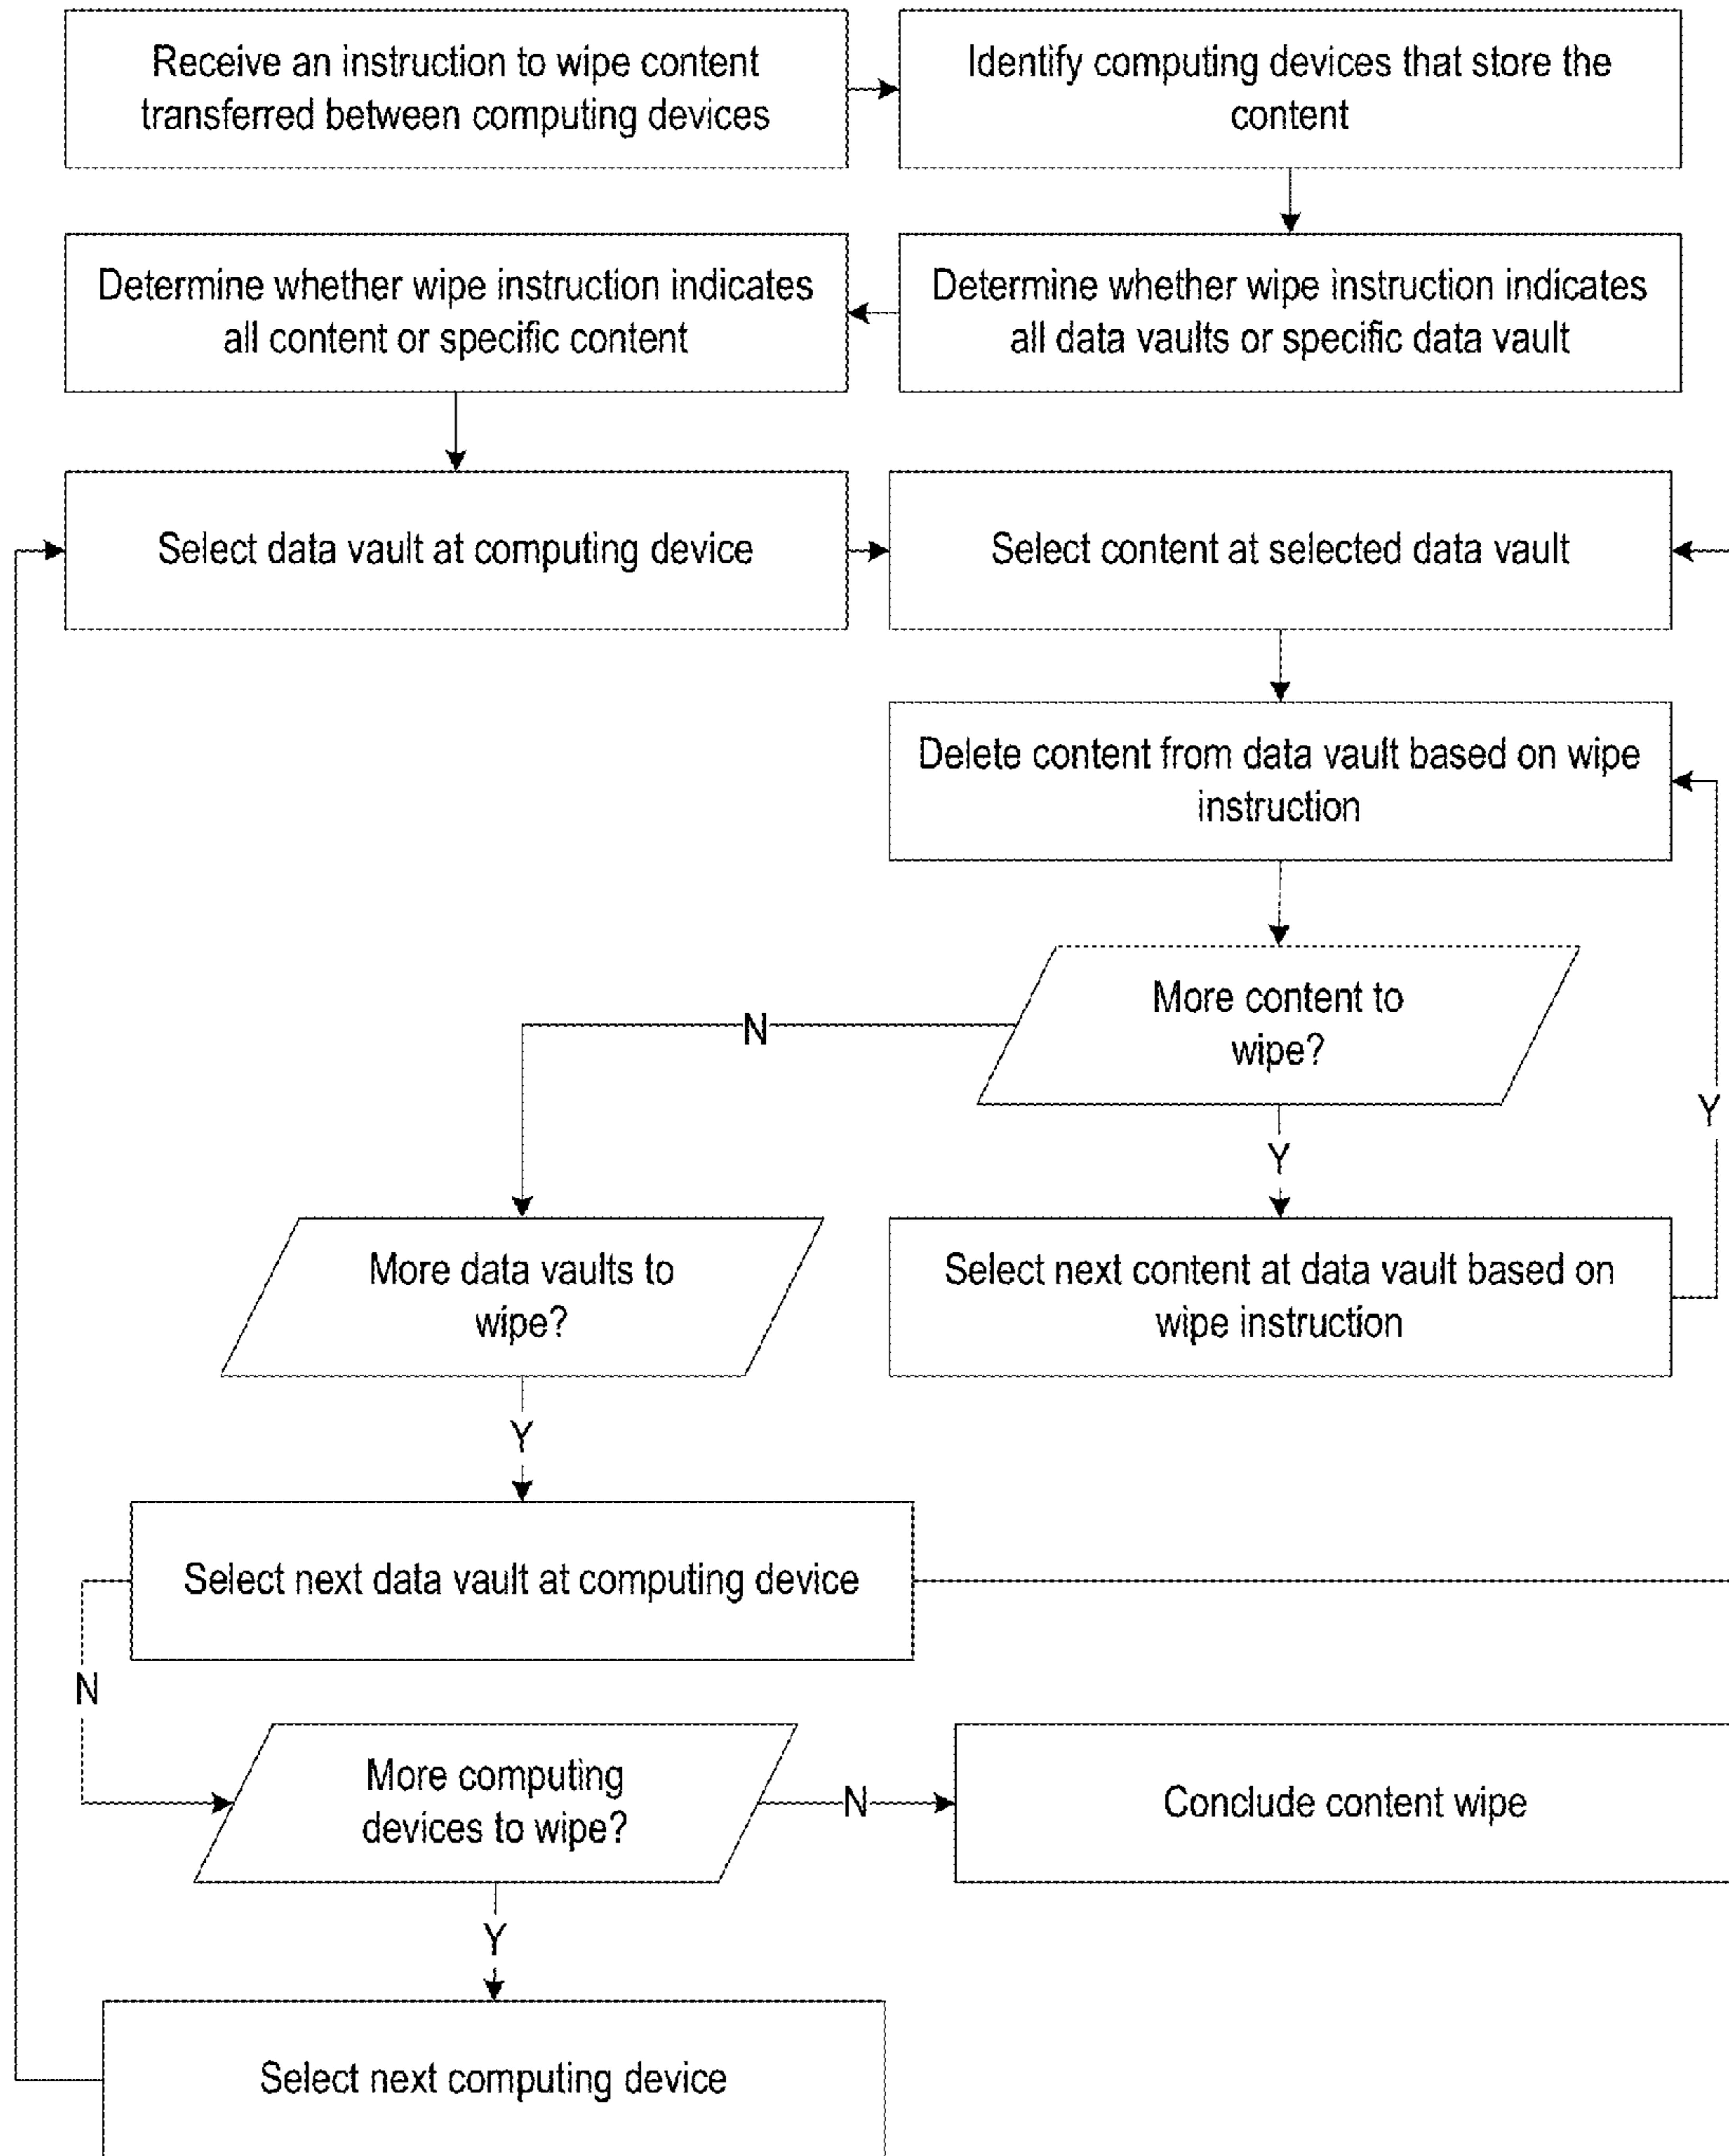 Receive an instruction to wipe content
transferred between computing devices
Identify computing devices that store the
content
Determine whether wipe instruction indicates
all content or specific content
Determine whether wipe instruction indicates
all data vaults or specific data vault
Select data vault at computing device
Select content at selected data vault
Delete content from data vault based on wipe
instruction
More content to
wipe?
N
Y
Y
More data vaults to
wipe?
Select next content at data vault based on
wipe instruction
Y
Select next data vault at computing device
N
More computing
devices to wipe?
N
Conclude content wipe
Y
Select next computing device